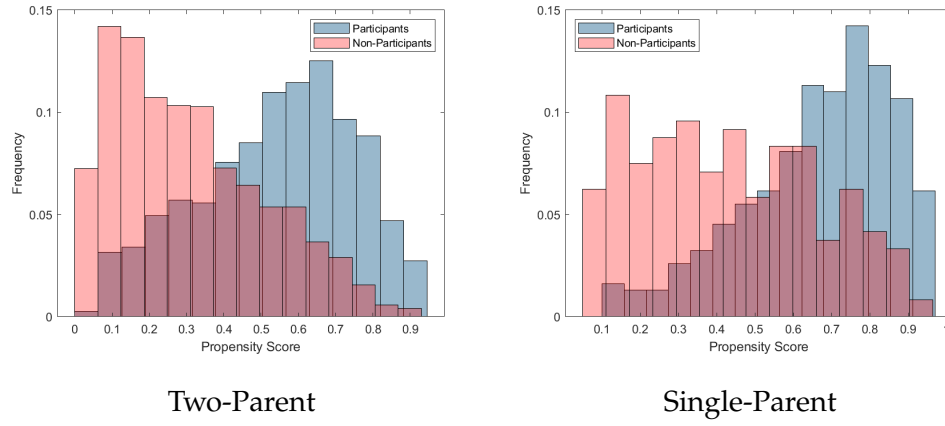 0.15
0.1
0.05
0
Frequency
Participants
Non-Participants
0 0.1 0.2 0.3 0.4 0.5 0.6 0.7 0.8 0.9
Propensity Score
Two-Parent
0.15
0.1
0.05
0
Frequency
Participants
Non-Participants
0.1 0.2 0.3 0.4 0.5 0.6 0.7 0.8 0.9
Propensity Score
Single-Parent